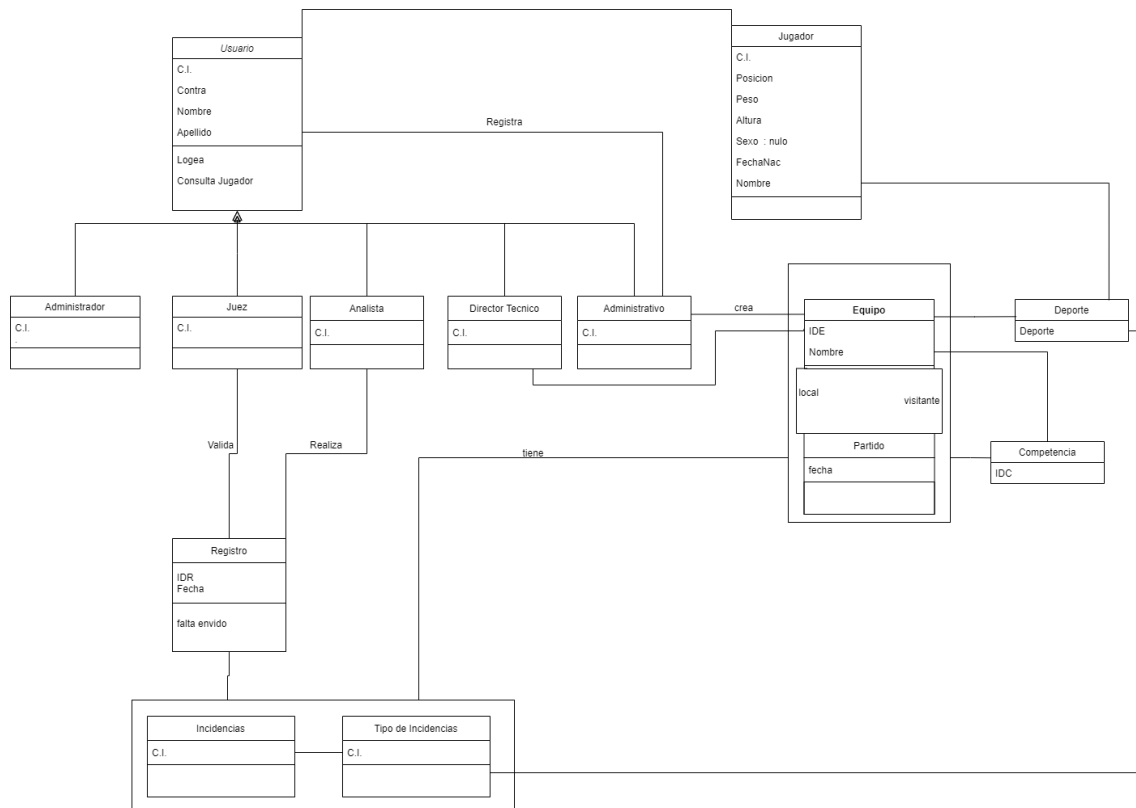 Usuario
C.I.
Contra
Nombre
Apellido
Logea
Consulta Jugador
Registra
Jugador
C.I.
Posicion
Peso
Altura
Sexo : nulo
FechaNac
Nombre
Administrador
C.I.
.
Juez
C.I.
Analista
C.I.
Director Tecnico
C.I.
Administrativo
C.I.
crea
Equipo
IDE
Nombre
local
visitante
Partido
fecha
Deporte
Deporte
Competencia
IDC
Valida
Realiza
tiene
Registro
IDR
Fecha
falta envido
Incidencias
C.I.
Tipo de Incidencias
C.I.